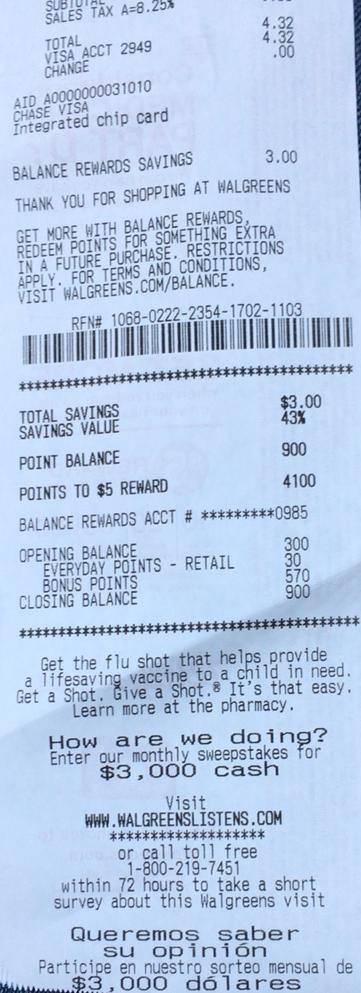 SUBTOTAL
SALES TAX A=8.25%
TOTAL 4.32
VISA ACCT 2949 4.32
CHANGE .00
AID A0000000031010
CHASE VISA
Integrated chip card
BALANCE REWARDS SAVINGS 3.00
THANK YOU FOR SHOPPING AT WALGREENS
GET MORE WITH BALANCE REWARDS,
REDEEM POINTS FOR SOMETHING EXTRA
IN A FUTURE PURCHASE. RESTRICTIONS
APPLY. FOR TERMS AND CONDITIONS,
VISIT WALGREENS.COM/BALANCE.
RFN# 1068-0222-2354-1702-1103
****************************************
TOTAL SAVINGS $3.00
SAVINGS VALUE 43%
POINT BALANCE 900
POINTS TO $5 REWARD 4100
BALANCE REWARDS ACCT # *********0985
OPENING BALANCE 300
EVERYDAY POINTS - RETAIL 30
BONUS POINTS 570
CLOSING BALANCE 900
****************************************
Get the flu shot that helps provide
a lifesaving vaccine to a child in need.
Get a Shot. Give a Shot.® It's that easy.
Learn more at the pharmacy.
How are we doing?
Enter our monthly sweepstakes for
$3,000 cash
Visit
WWW.WALGREENSLISTENS.COM
*******************
or call toll free
1-800-219-7451
within 72 hours to take a short
survey about this Walgreens visit
Queremos saber
su opinión
Participe en nuestro sorteo mensual de
$3,000 dólares